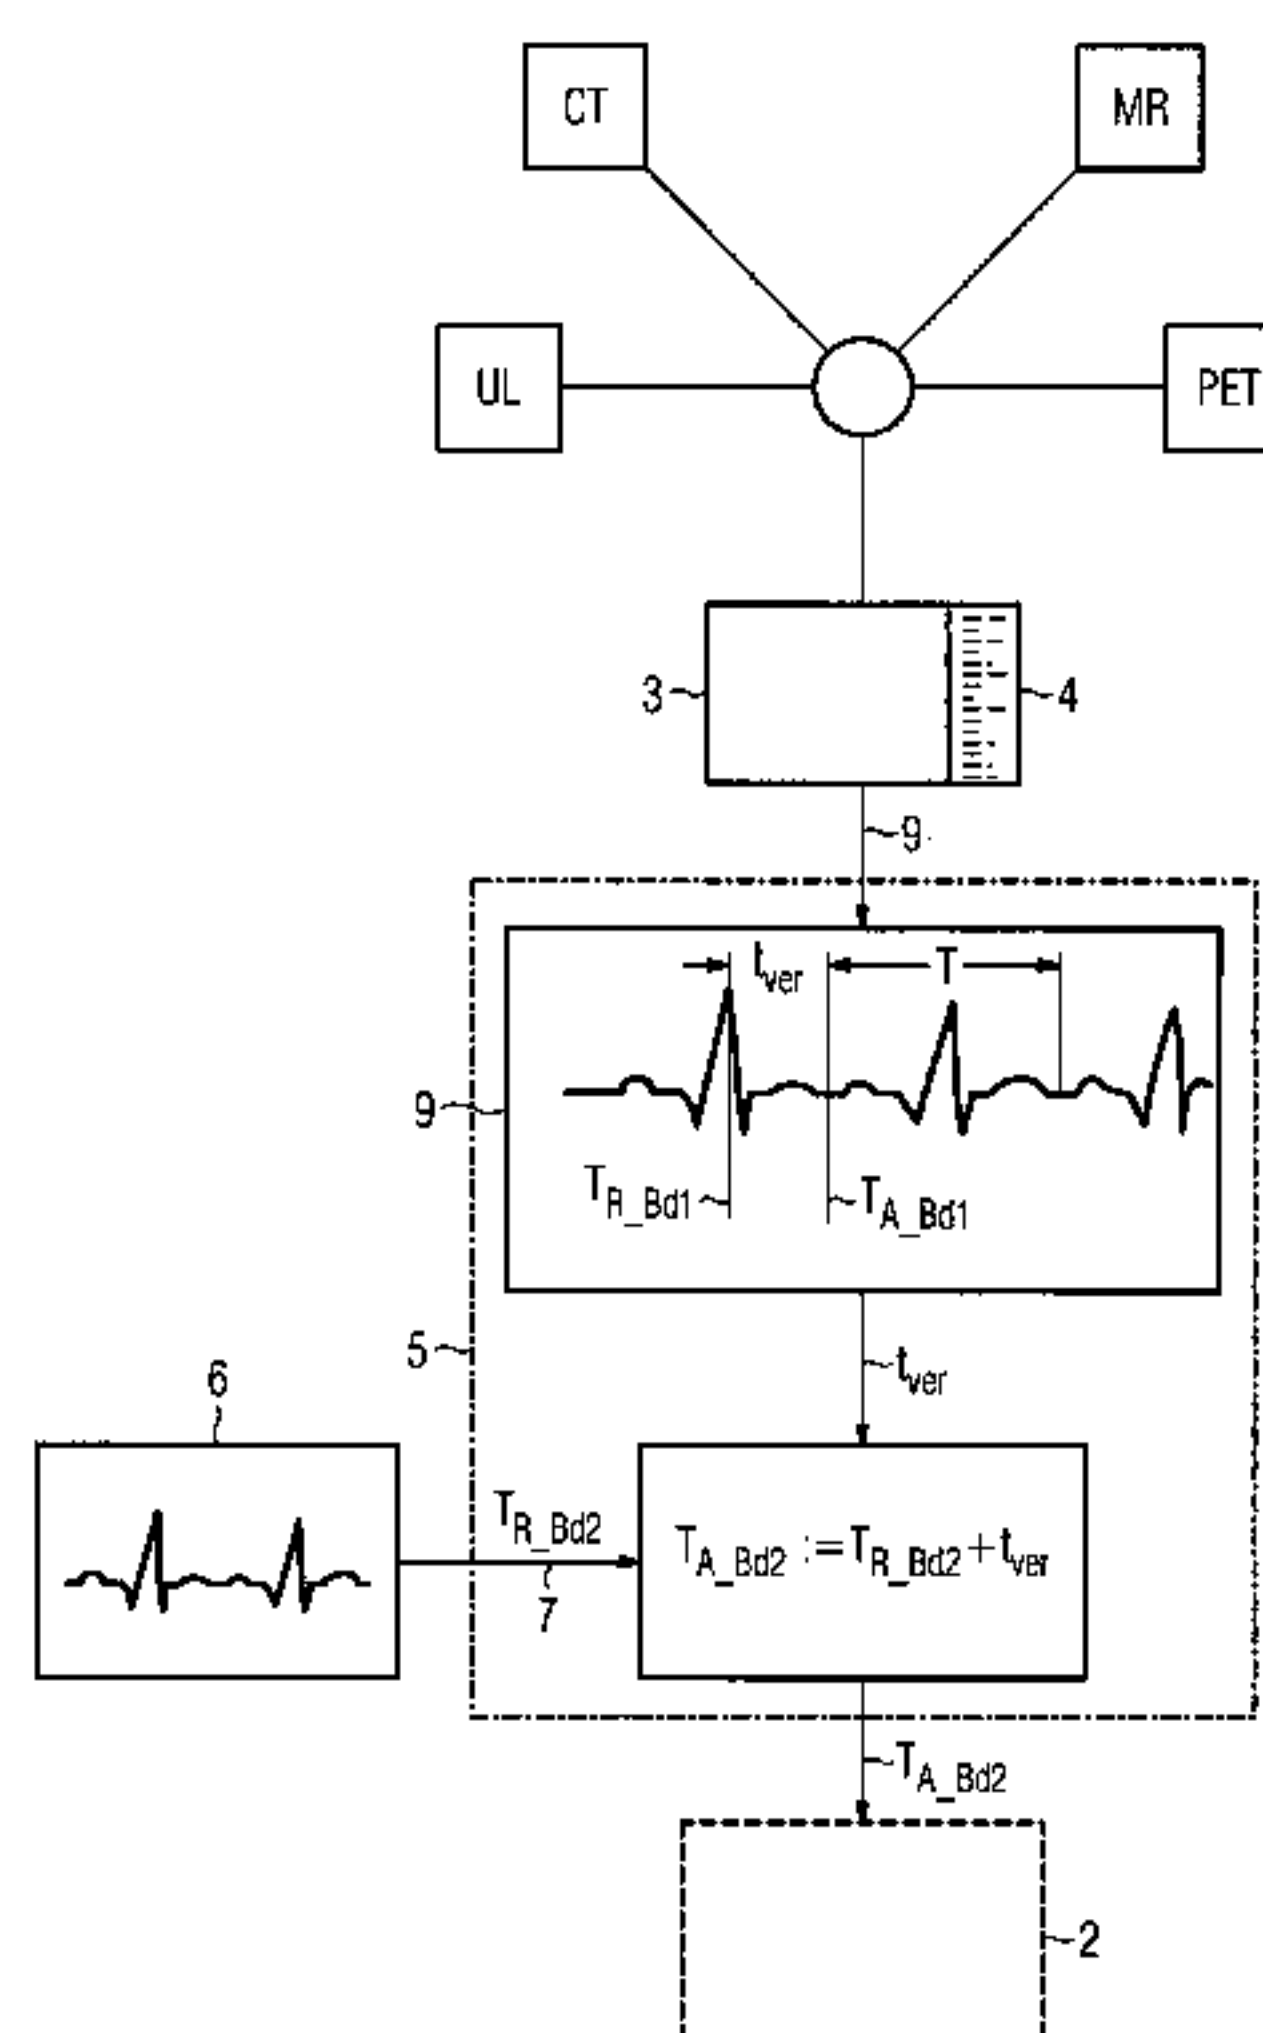 CT
MR
UL
PET
3
4
9
t_ver
T
9
T_R_Bd1
T_A_Bd1
5
t_ver
6
T_R_Bd2
T_A_Bd2 := T_R_Bd2 + t_ver
7
T_A_Bd2
2